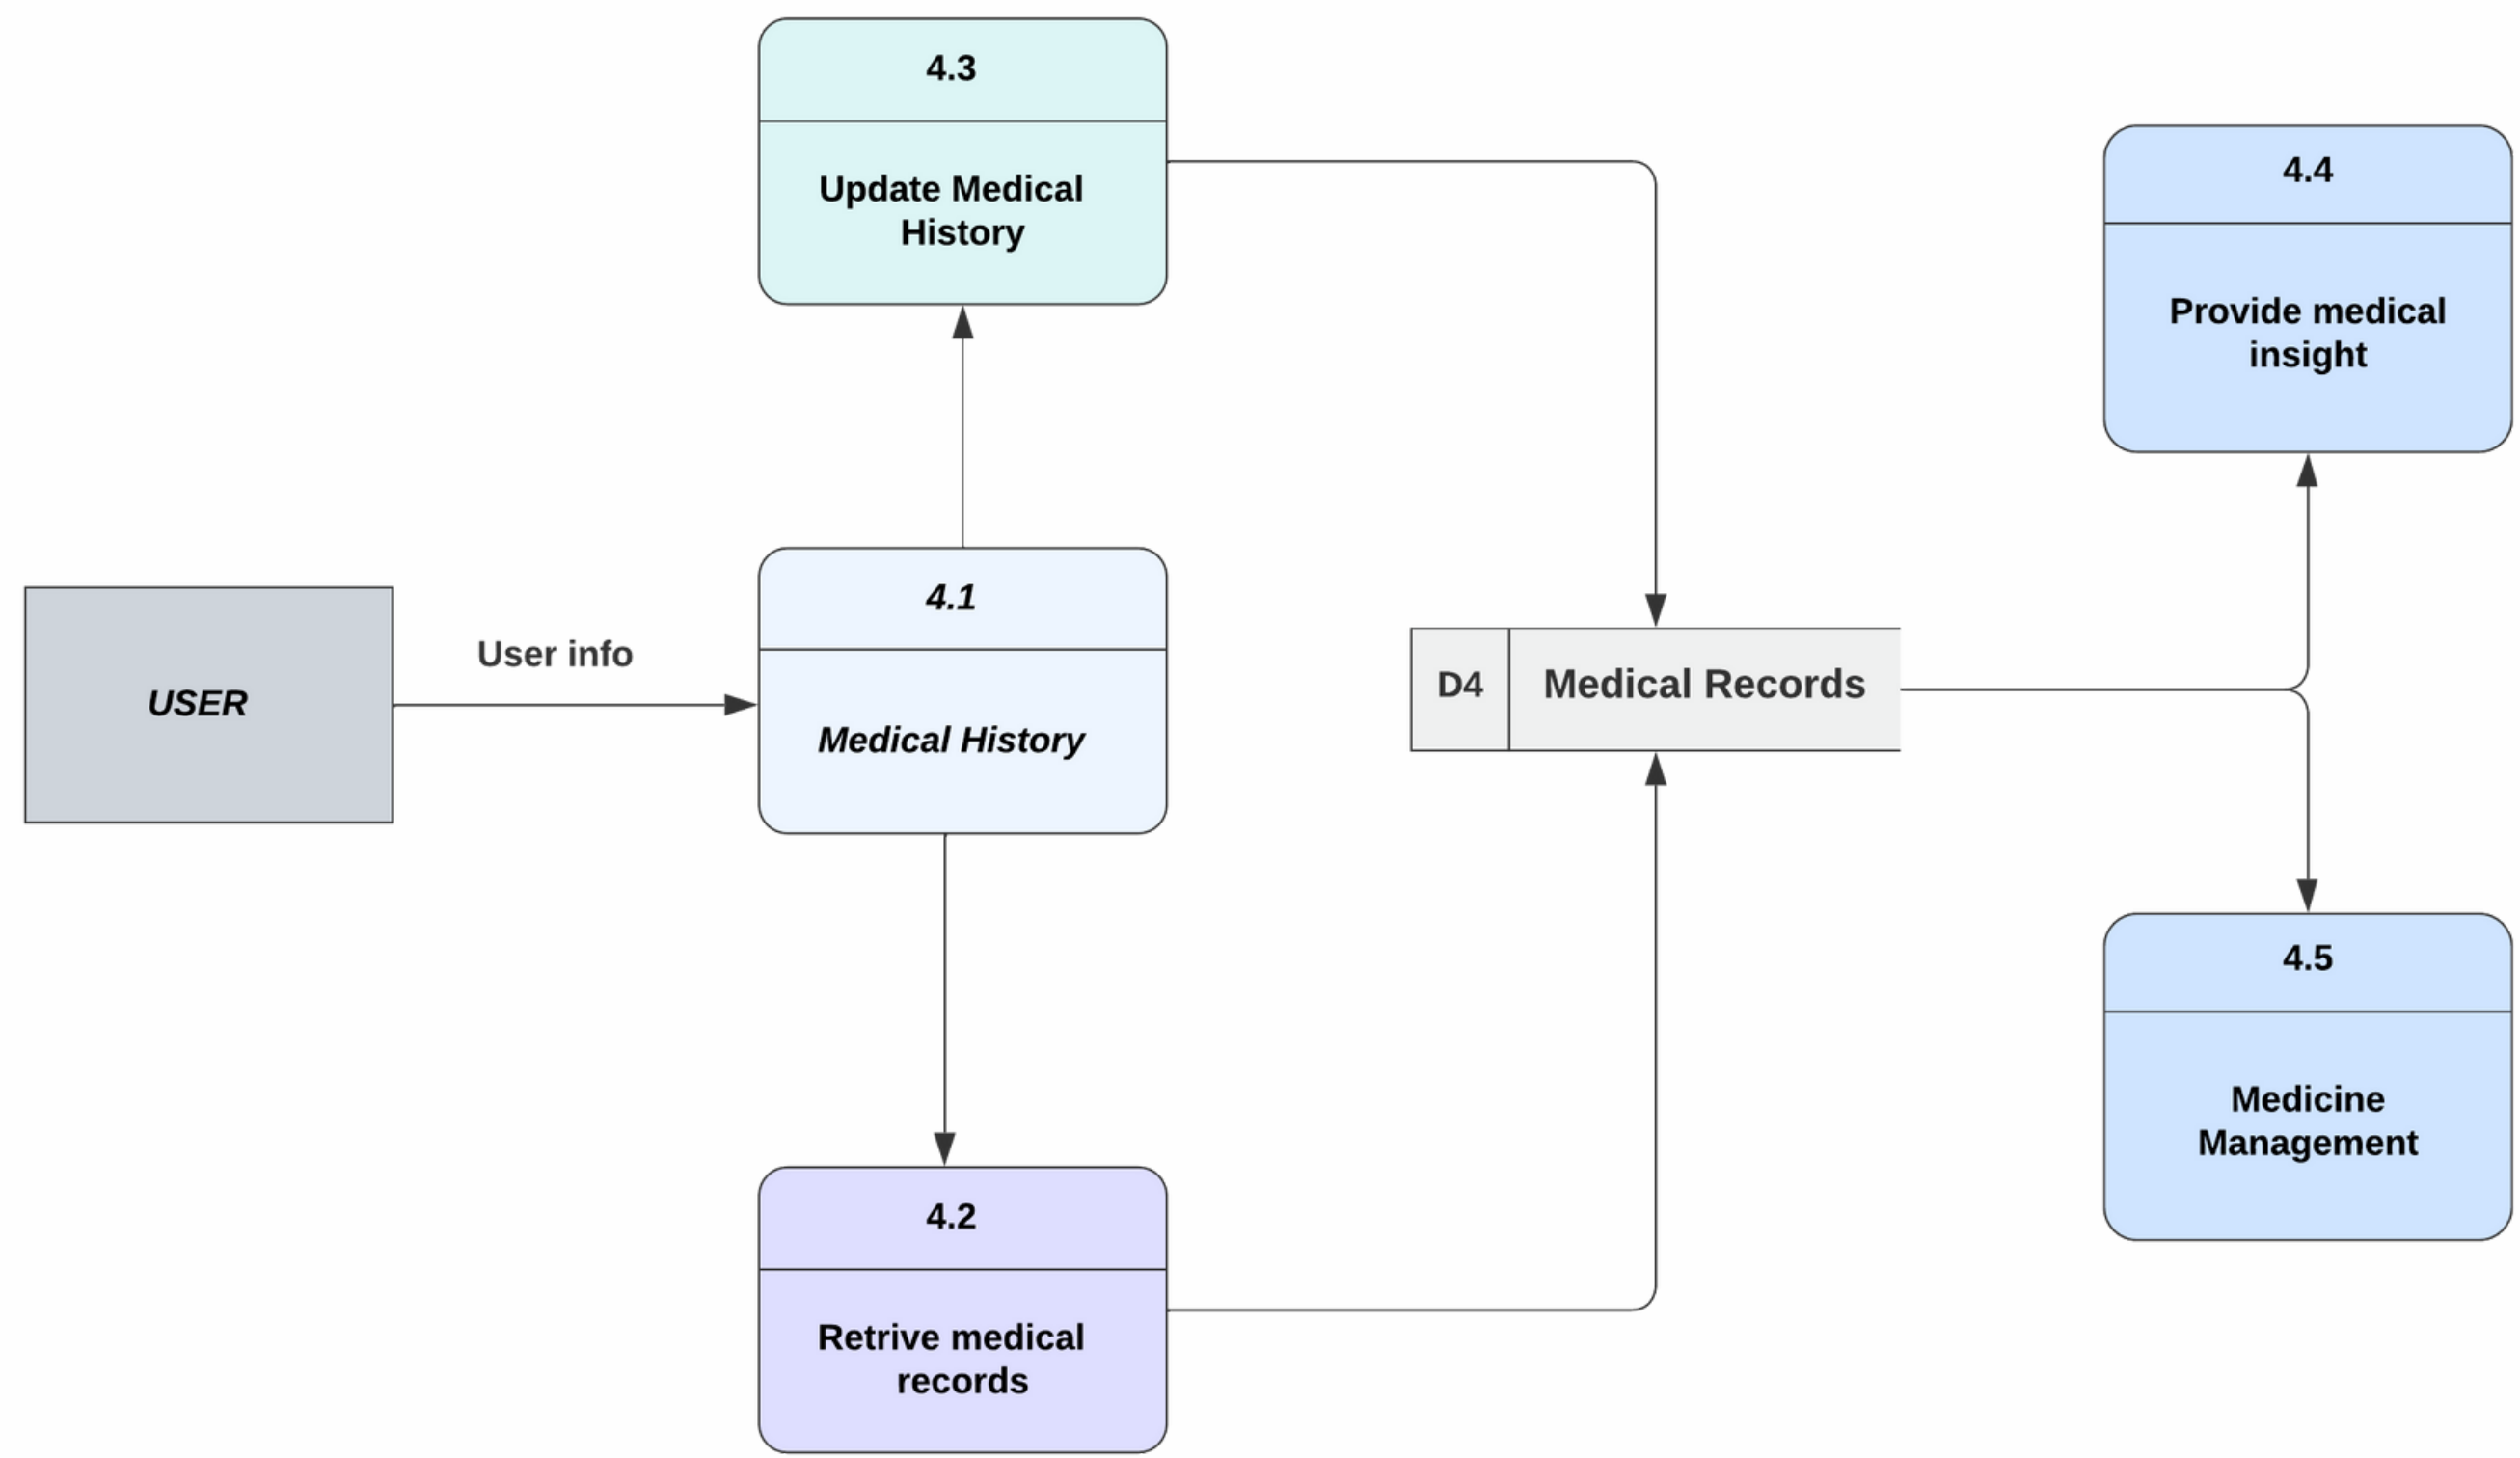 4.3
Update Medical
History
4.4
Provide medical
insight
USER
User info
4.1
Medical History
D4
Medical Records
4.5
Medicine
Management
4.2
Retrive medical
records